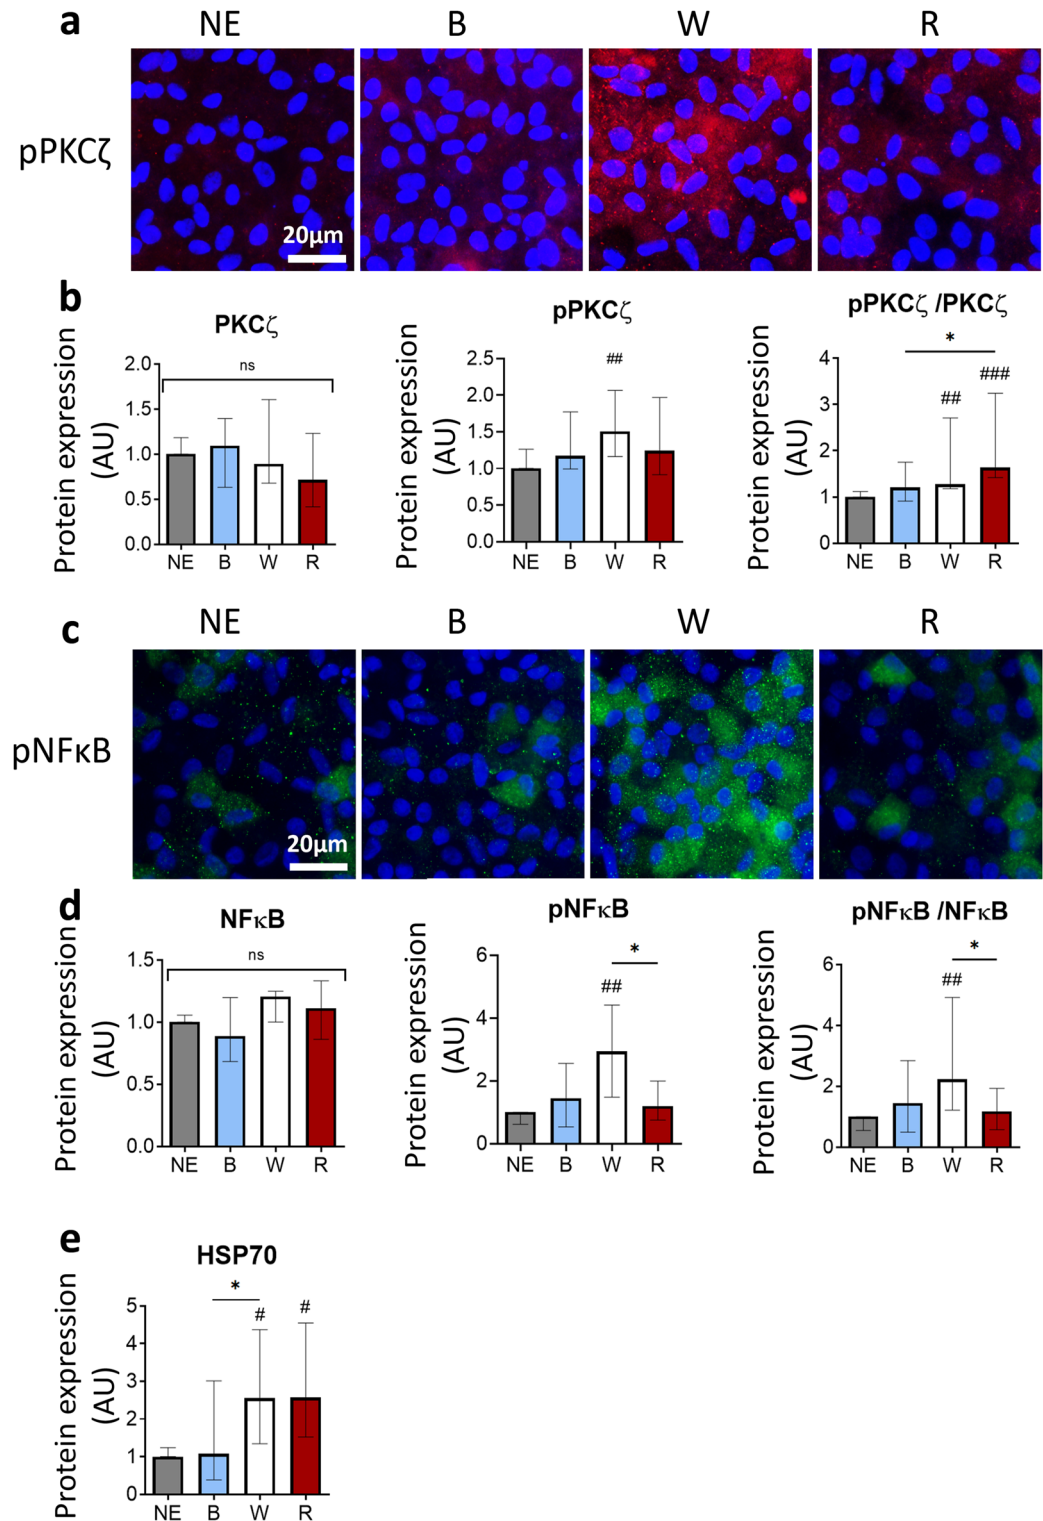 a
NE B W R
pPKCζ
20μm
b
PKCζ
Protein expression
(AU)
2.0
1.5
1.0
0.5
0.0
ns
NE B W R
pPKCζ
Protein expression
(AU)
2.5
2.0
1.5
1.0
0.5
0.0
##
NE B W R
pPKCζ /PKCζ
Protein expression
(AU)
4
3
2
1
0
*
##
###
NE B W R
c
NE B W R
pNFκB
20μm
d
NFκB
Protein expression
(AU)
1.5
1.0
0.5
0.0
ns
NE B W R
pNFκB
Protein expression
(AU)
6
4
2
0
*
##
NE B W R
pNFκB /NFκB
Protein expression
(AU)
6
4
2
0
*
##
NE B W R
e
HSP70
Protein expression
(AU)
5
4
3
2
1
0
*
#
#
NE B W R